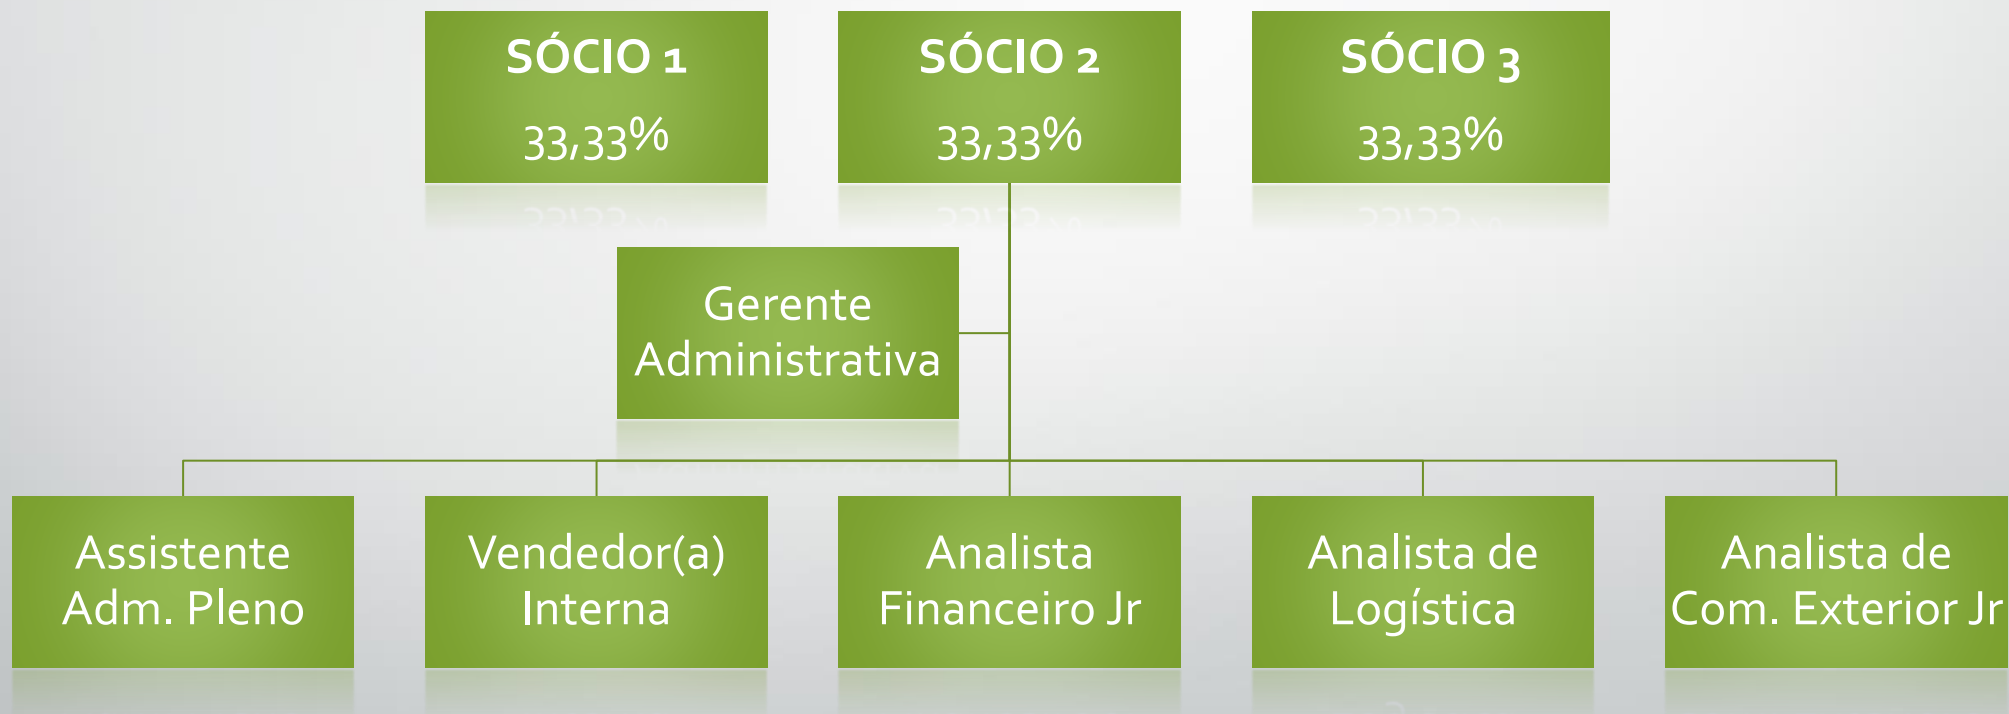 SÓCIO 1
33,33%
SÓCIO 2
33,33%
SÓCIO 3
33,33%
Gerente
Administrativa
Assistente
Adm. Pleno
Vendedor(a)
Interna
Analista
Financeiro Jr
Analista de
Logística
Analista de
Com. Exterior Jr